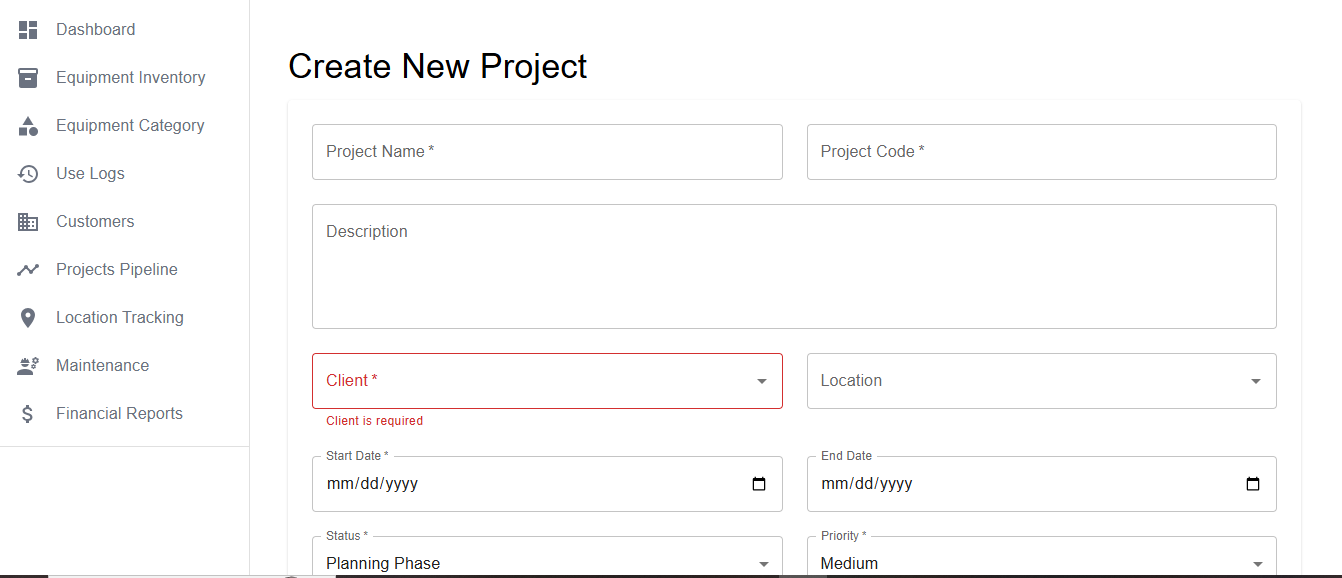 Dashboard
Equipment Inventory
Equipment Category
Use Logs
Customers
Projects Pipeline
Location Tracking
Maintenance
Financial Reports
Create New Project
Project Name *
Project Code *
Description
Client *
Location
Client is required
Start Date *
End Date
mm/dd/yyyy
mm/dd/yyyy
Status *
Priority *
Planning Phase
Medium